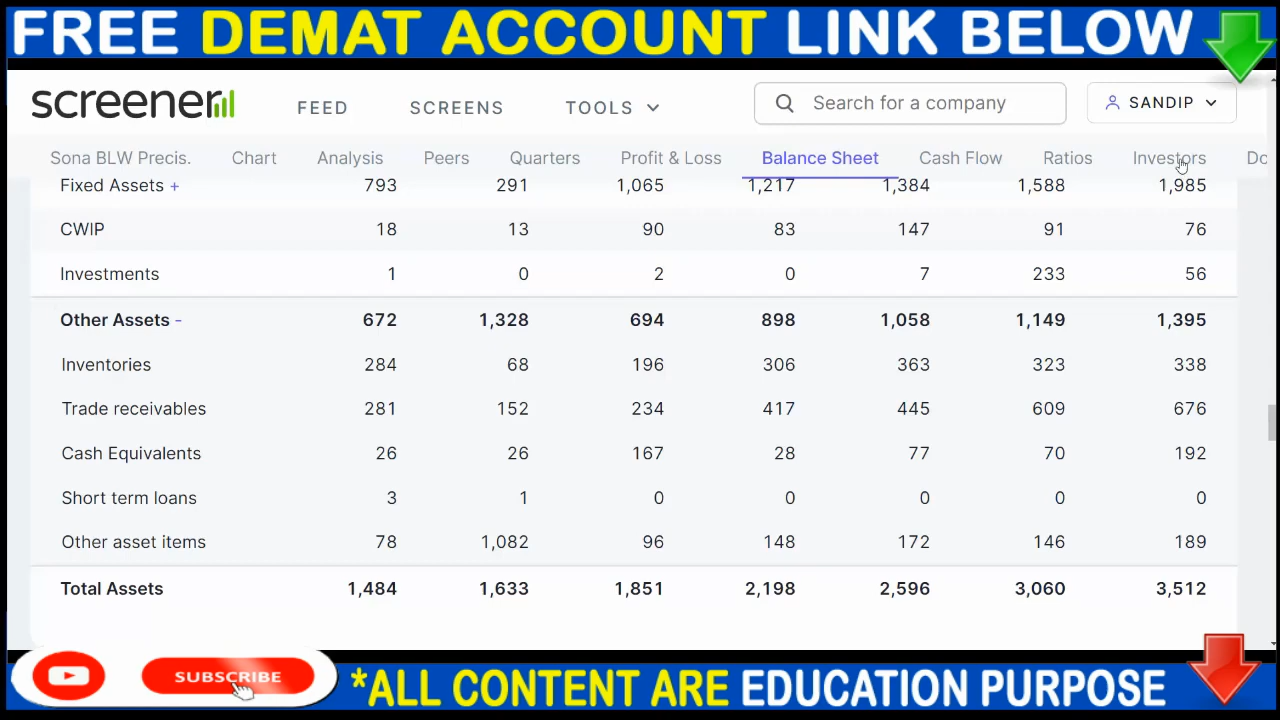 FREE DEMAT ACCOUNT LINK BELOW
screener FEED SCREENS TOOLS Search for a company SANDIP
Sona BLW Precis. Chart Analysis Peers Quarters Profit & Loss Balance Sheet Cash Flow Ratios Investors Do
Fixed Assets + 793 291 1,065 1,217 1,384 1,588 1,985
CWIP 18 13 90 83 147 91 76
Investments 1 0 2 0 7 233 56
Other Assets - 672 1,328 694 898 1,058 1,149 1,395
Inventories 284 68 196 306 363 323 338
Trade receivables 281 152 234 417 445 609 676
Cash Equivalents 26 26 167 28 77 70 192
Short term loans 3 1 0 0 0 0 0
Other asset items 78 1,082 96 148 172 146 189
Total Assets 1,484 1,633 1,851 2,198 2,596 3,060 3,512
SUBSCRIBE
*ALL CONTENT ARE EDUCATION PURPOSE